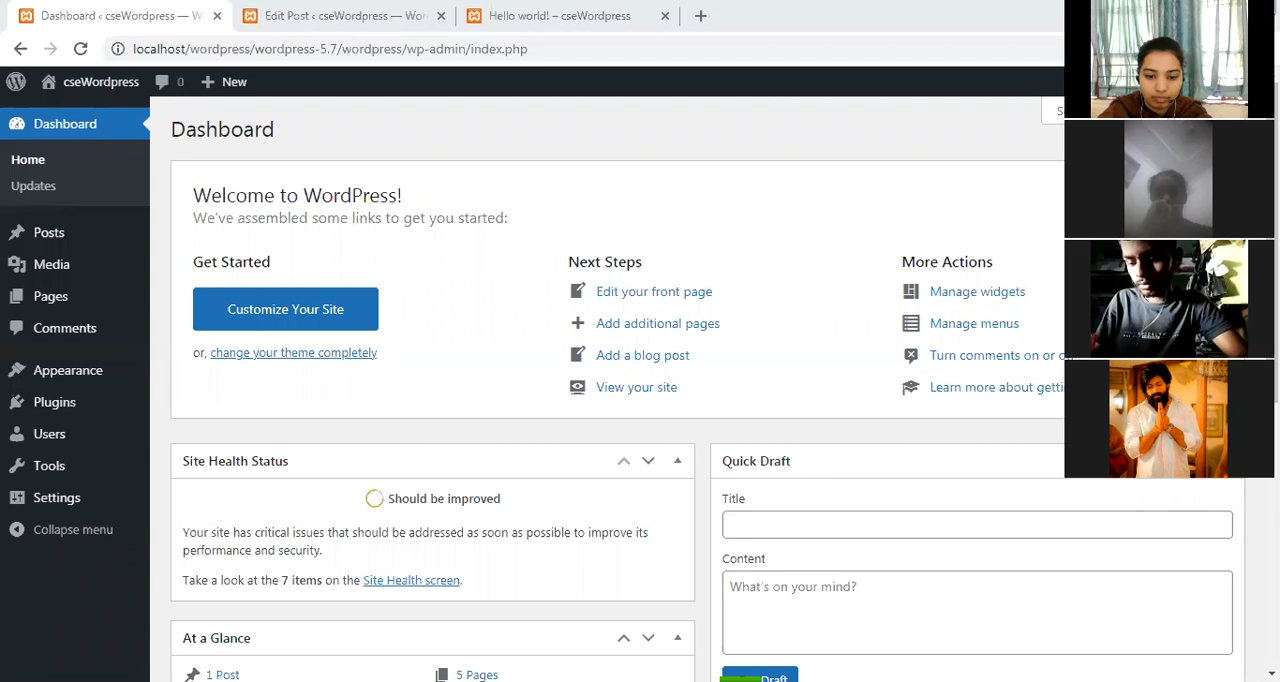 Dashboard ‹ cseWordpress — W
Edit Post ‹ cseWordpress — Wor
Hello world! – cseWordpress
localhost/wordpress/wordpress-5.7/wordpress/wp-admin/index.php
cseWordpress
0
New
Dashboard
Home
Updates
Posts
Media
Pages
Comments
Appearance
Plugins
Users
Tools
Settings
Collapse menu
Dashboard
S
Welcome to WordPress!
We've assembled some links to get you started:
Get Started
Customize Your Site
or, change your theme completely
Next Steps
Edit your front page
Add additional pages
Add a blog post
View your site
More Actions
Manage widgets
Manage menus
Turn comments on or o
Learn more about getti
Site Health Status
Should be improved
Your site has critical issues that should be addressed as soon as possible to improve its
performance and security.
Take a look at the 7 items on the Site Health screen.
At a Glance
1 Post
5 Pages
Quick Draft
Title
Content
What's on your mind?
Draft